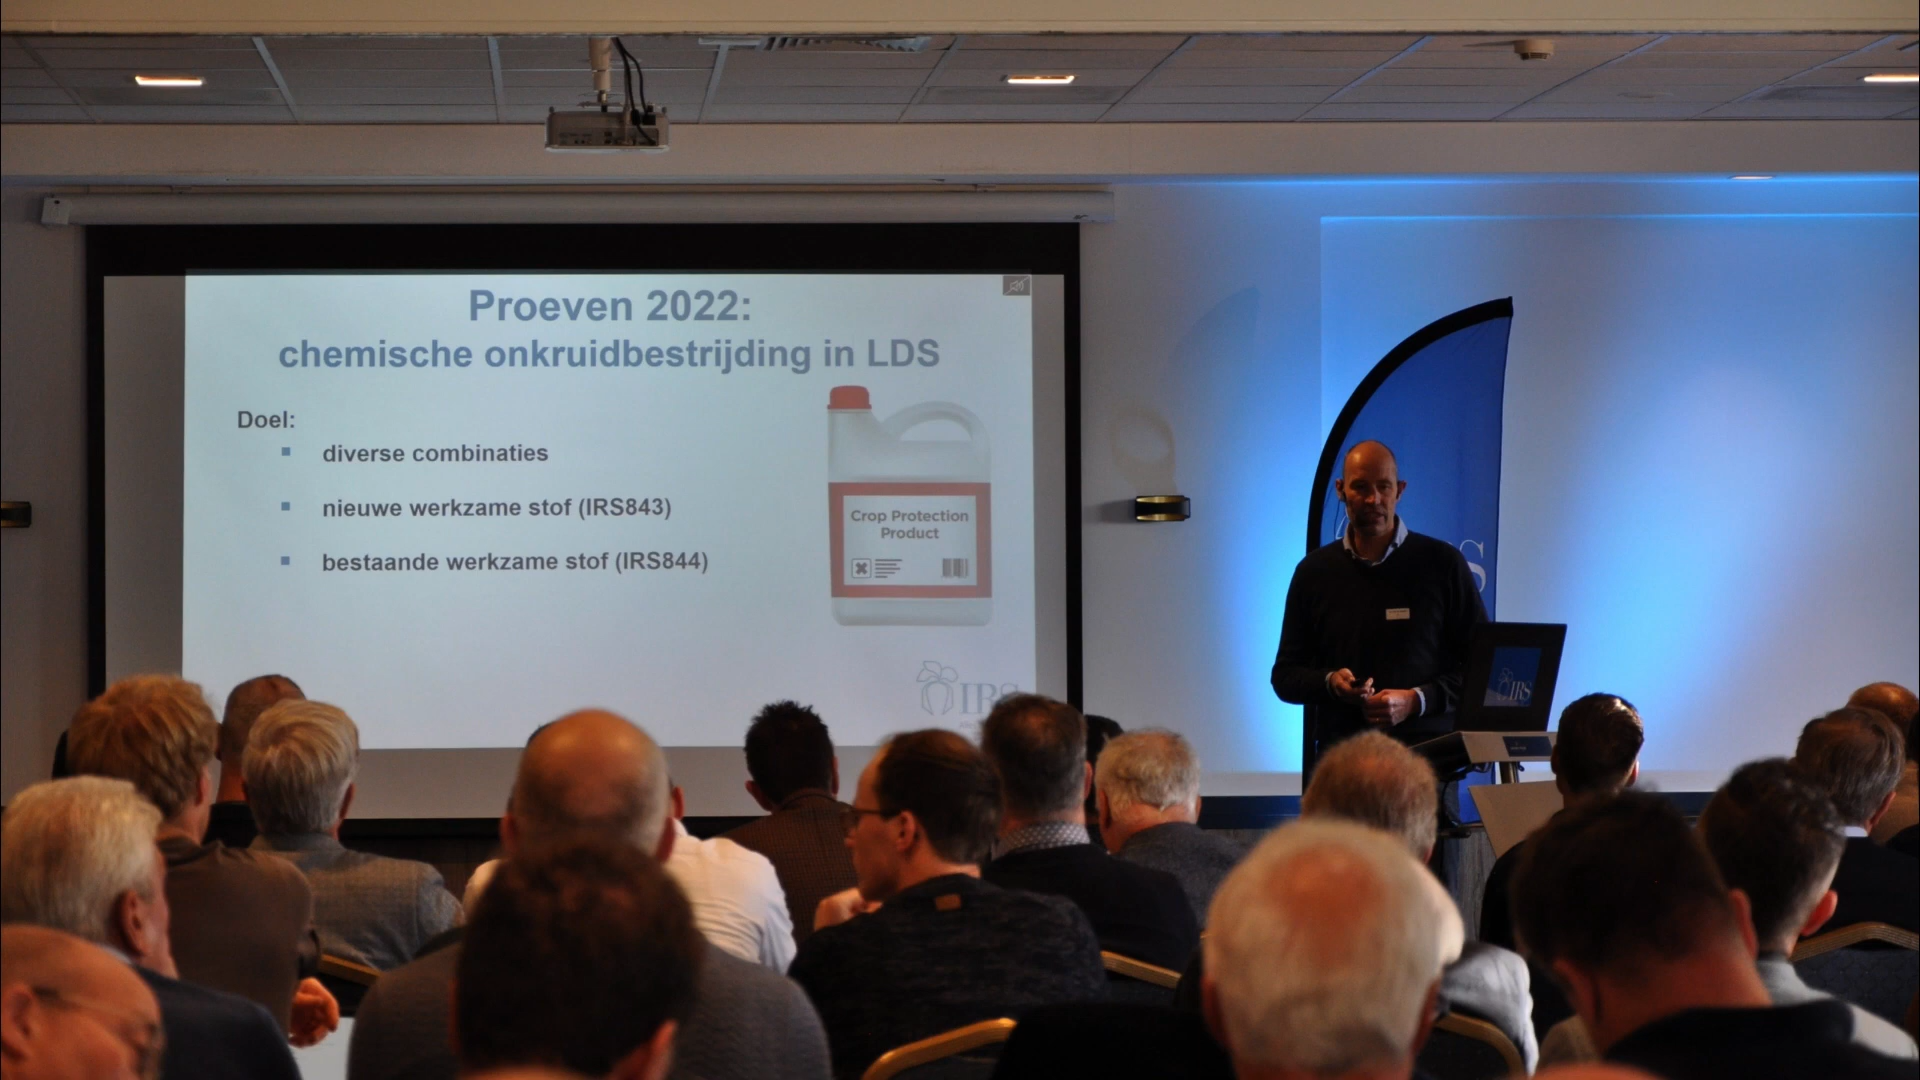 Proeven 2022:
chemische onkruidbestrijding in LDS
Doel:
diverse combinaties
nieuwe werkzame stof (IRS843)
bestaande werkzame stof (IRS844)
Crop Protection
Product
IRS
IRS